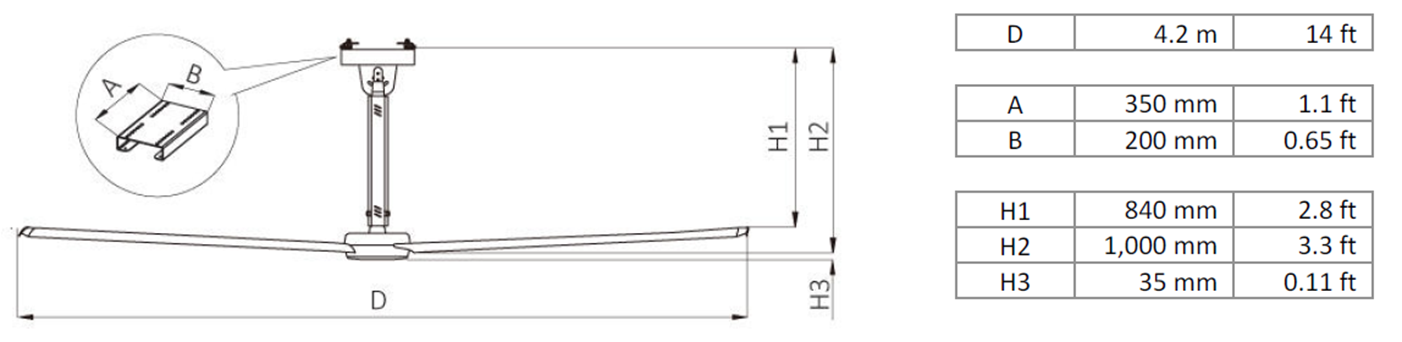 A
B
H1
H2
H3
D
D 4.2 m 14 ft
A 350 mm 1.1 ft
B 200 mm 0.65 ft
H1 840 mm 2.8 ft
H2 1,000 mm 3.3 ft
H3 35 mm 0.11 ft